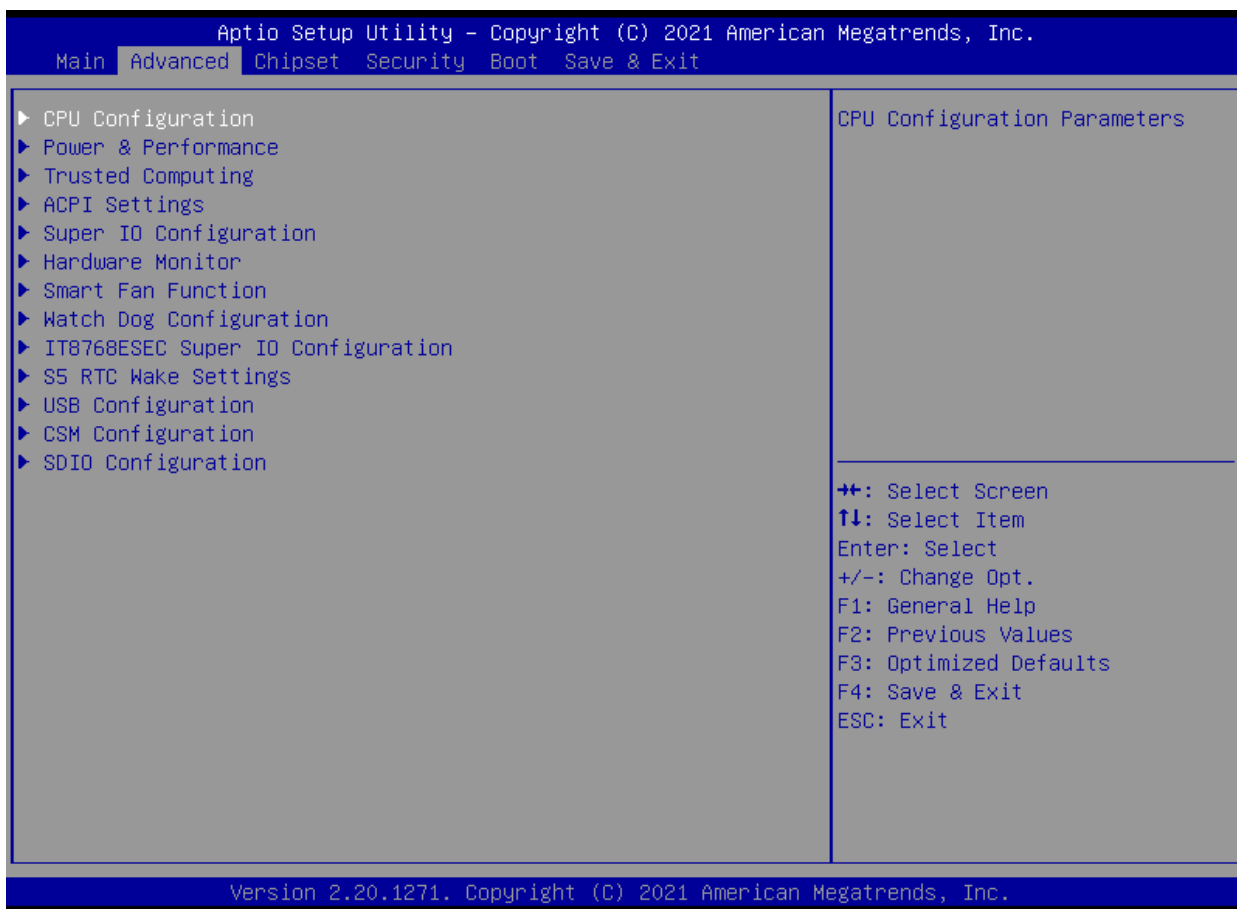 Aptio Setup Utility – Copyright (C) 2021 American Megatrends, Inc.
Main Advanced Chipset Security Boot Save & Exit
► CPU Configuration
► Power & Performance
► Trusted Computing
► ACPI Settings
► Super IO Configuration
► Hardware Monitor
► Smart Fan Function
► Watch Dog Configuration
► IT8768ESEC Super IO Configuration
► S5 RTC Wake Settings
► USB Configuration
► CSM Configuration
► SDIO Configuration
CPU Configuration Parameters
→←: Select Screen
↑↓: Select Item
Enter: Select
+/-: Change Opt.
F1: General Help
F2: Previous Values
F3: Optimized Defaults
F4: Save & Exit
ESC: Exit
Version 2.20.1271. Copyright (C) 2021 American Megatrends, Inc.